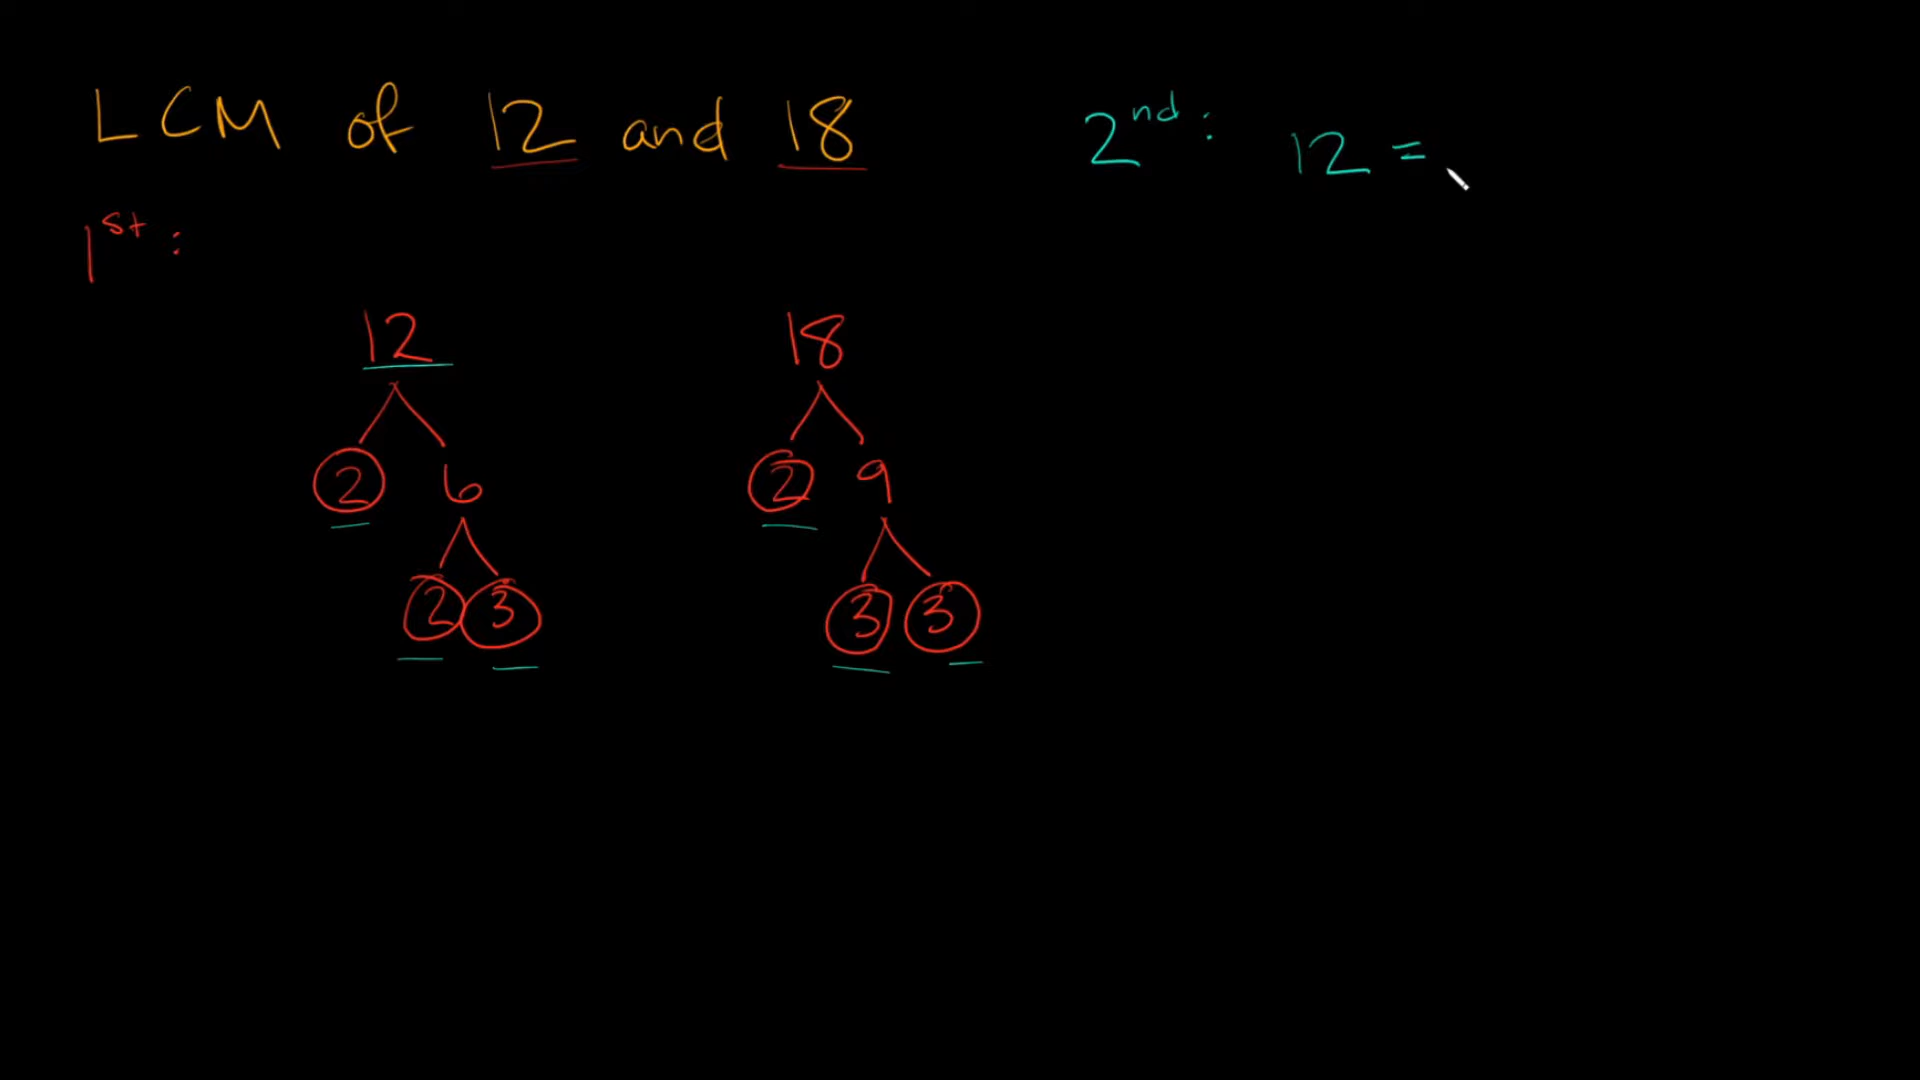 LCM of 12 and 18
2nd: 12 =
1st:
12 18
2 6 2 9
2 3 3 3